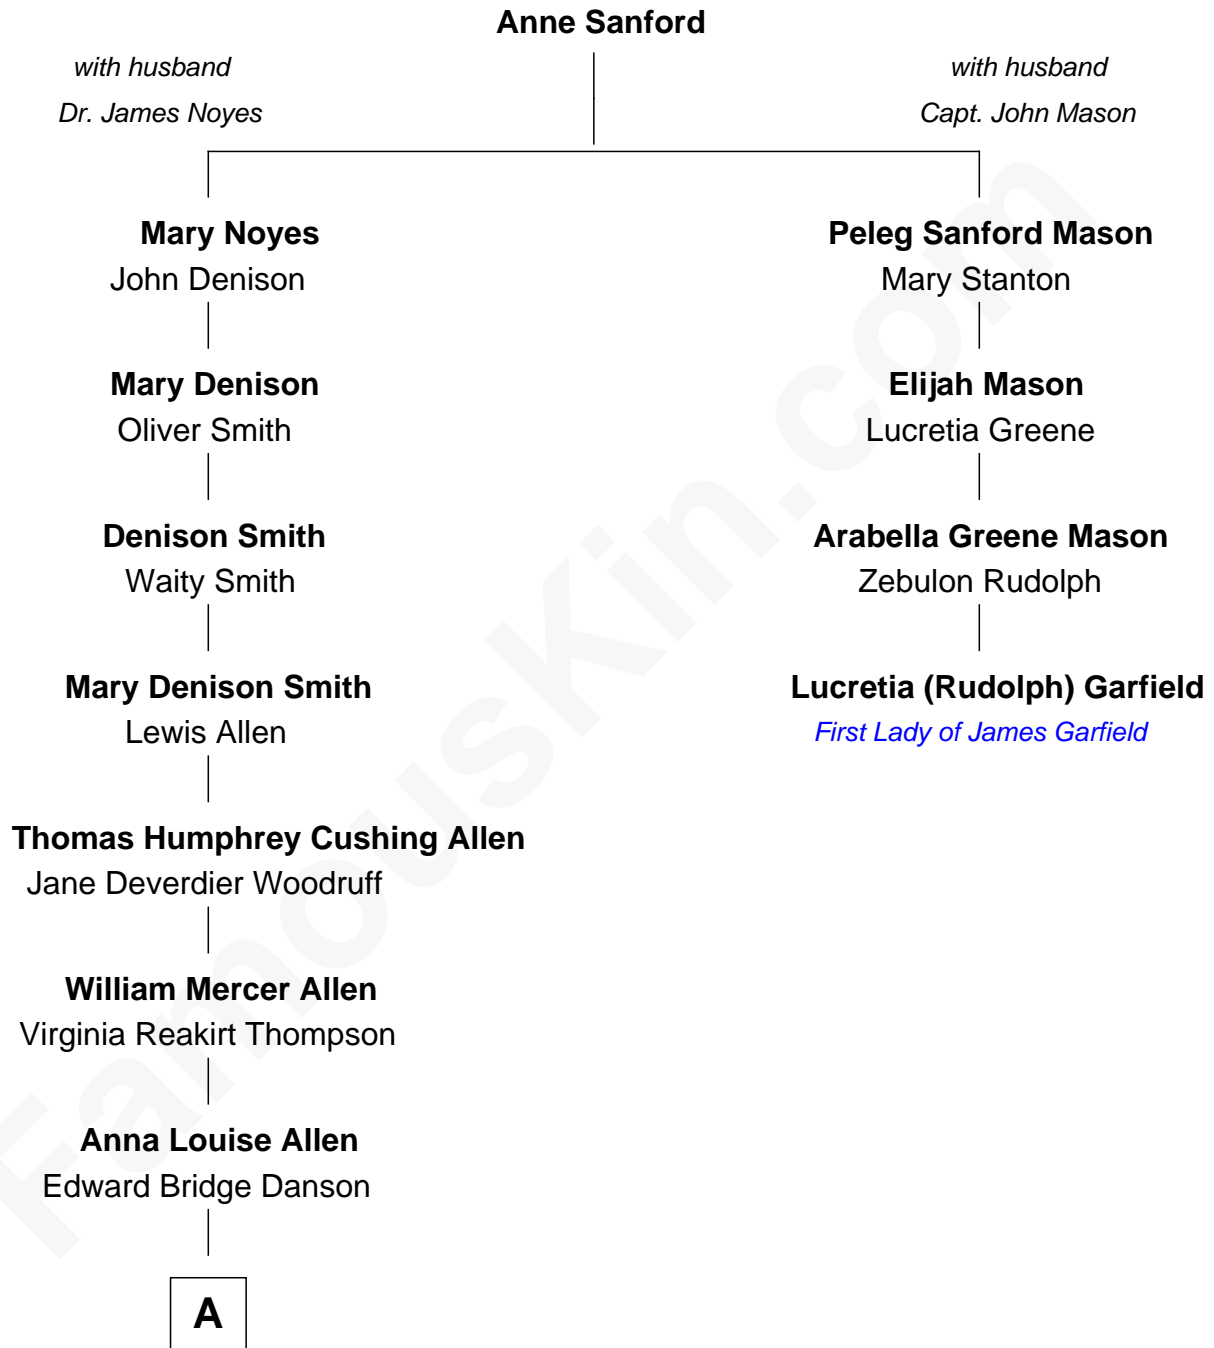 Anne Sanford
with husband
Dr. James Noyes
with husband
Capt. John Mason
Mary Noyes
John Denison
Peleg Sanford Mason
Mary Stanton
Mary Denison
Oliver Smith
Elijah Mason
Lucretia Greene
Denison Smith
Waity Smith
Arabella Greene Mason
Zebulon Rudolph
Mary Denison Smith
Lewis Allen
Lucretia (Rudolph) Garfield
First Lady of James Garfield
Thomas Humphrey Cushing Allen
Jane Deverdier Woodruff
William Mercer Allen
Virginia Reakirt Thompson
Anna Louise Allen
Edward Bridge Danson
A
FamousKin.com